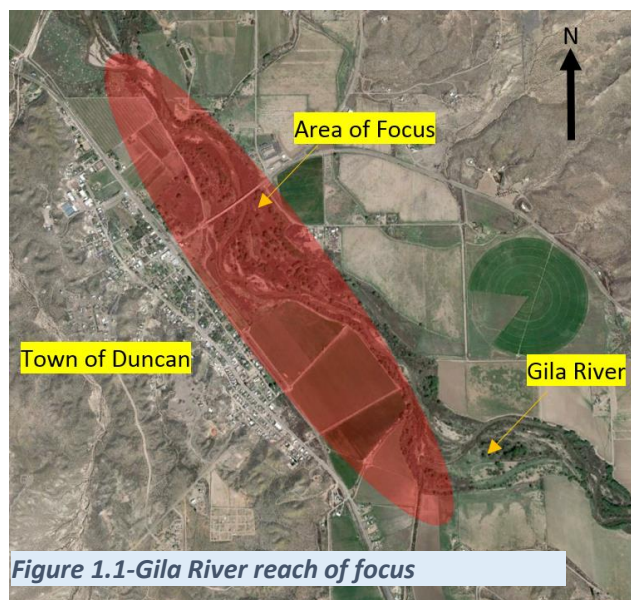 N
Area of Focus
Town of Duncan
Gila River
Figure 1.1-Gila River reach of focus